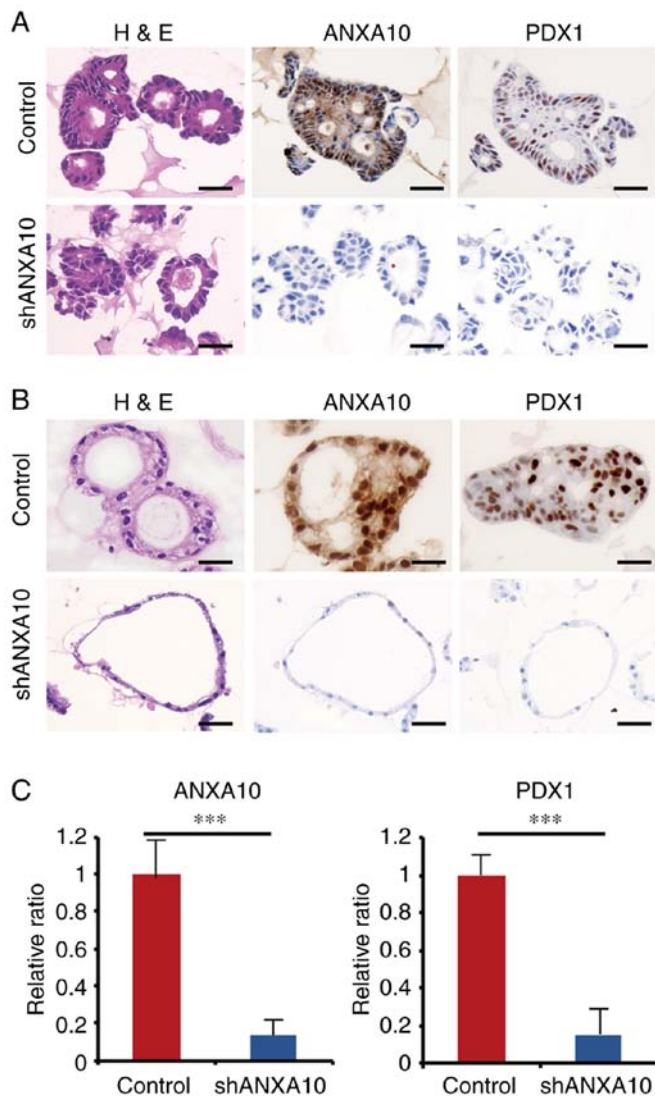 A
H & E ANXA10 PDX1
Control
shANXA10
B
H & E ANXA10 PDX1
Control
shANXA10
C
ANXA10
***
1.2
1
0.8
0.6
0.4
0.2
0
Relative ratio
Control shANXA10
PDX1
***
1.2
1
0.8
0.6
0.4
0.2
0
Relative ratio
Control shANXA10